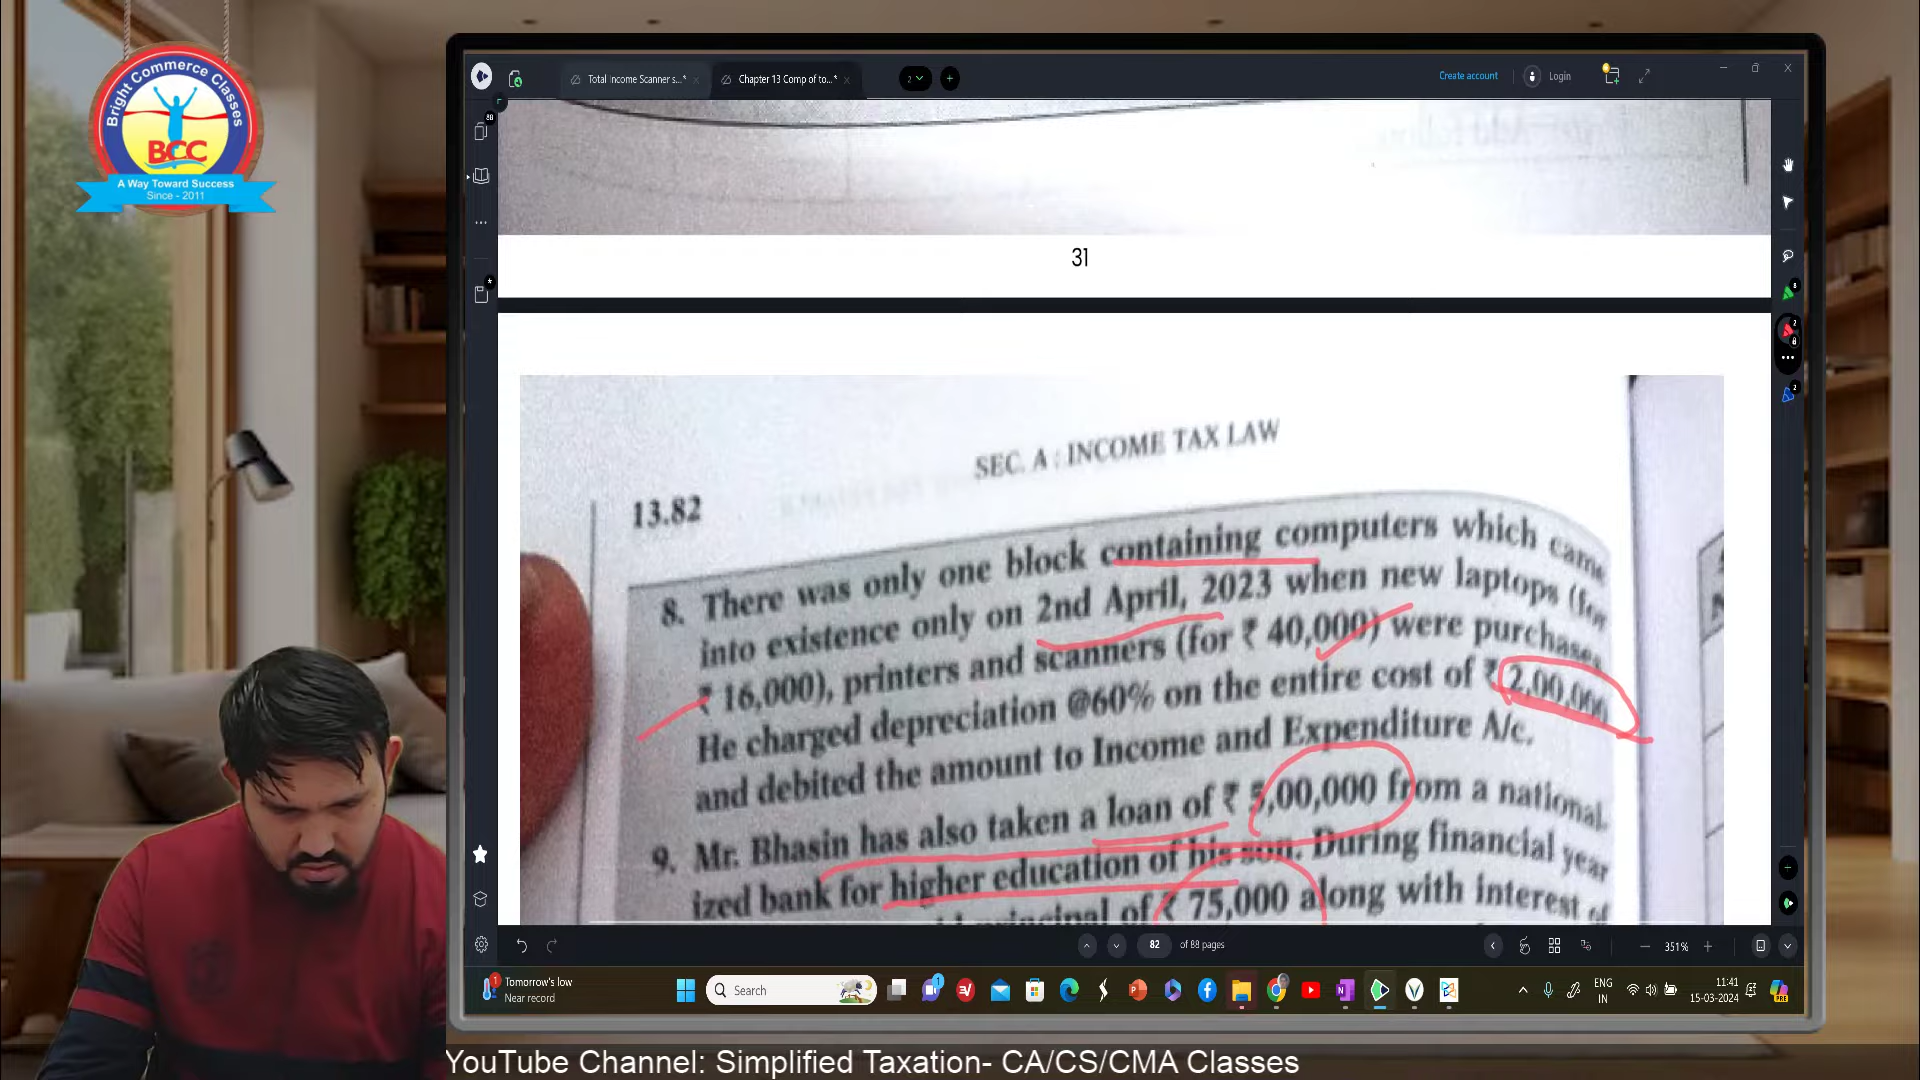 Bright Commerce Classes
BCC
A Way Toward Success
Since - 2011
Total Income Scanner s...*
Chapter 13 Comp of to...*
2
Create account
Login
88
31
SEC. A : INCOME TAX LAW
13.82
8. There was only one block containing computers which came
into existence only on 2nd April, 2023 when new laptops (for
₹ 16,000), printers and scanners (for ₹ 40,000) were purchases
He charged depreciation @60% on the entire cost of ₹ 2,00,000
and debited the amount to Income and Expenditure A/c.
9. Mr. Bhasin has also taken a loan of ₹ 5,00,000 from a national-
ized bank for higher education of his son. During financial year
principal of ₹ 75,000 along with interest of
82 of 88 pages
351%
1
Tomorrow's low
Near record
Search
ENG
IN
11:41
15-03-2024
YouTube Channel: Simplified Taxation- CA/CS/CMA Classes